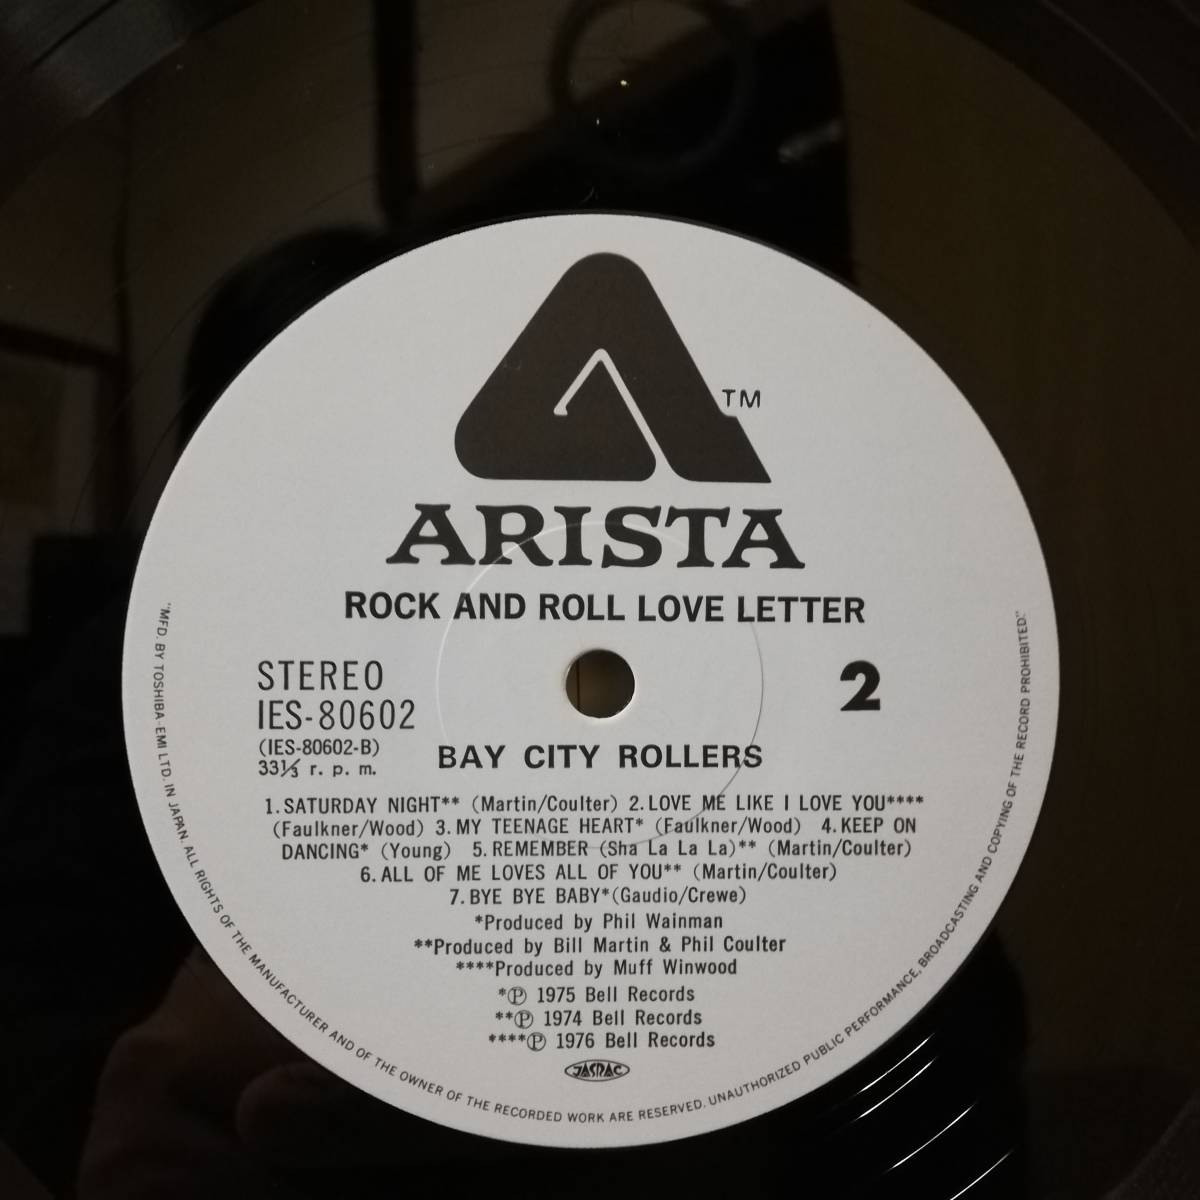 TM
ARISTA
ROCK AND ROLL LOVE LETTER
STEREO
IES-80602
2
(IES-80602-B)
33⅓ r. p. m.
BAY CITY ROLLERS
1. SATURDAY NIGHT** (Martin/Coulter) 2. LOVE ME LIKE I LOVE YOU****
(Faulkner/Wood) 3. MY TEENAGE HEART* (Faulkner/Wood) 4. KEEP ON
DANCING* (Young) 5. REMEMBER (Sha La La La)** (Martin/Coulter)
6. ALL OF ME LOVES ALL OF YOU** (Martin/Coulter)
7. BYE BYE BABY* (Gaudio/Crewe)
*Produced by Phil Wainman
**Produced by Bill Martin & Phil Coulter
****Produced by Muff Winwood
*Ⓟ 1975 Bell Records
**Ⓟ 1974 Bell Records
****Ⓟ 1976 Bell Records
JASRAC
"MFD. BY TOSHIBA-EMI LTD. IN JAPAN. ALL RIGHTS OF THE MANUFACTURER AND OF THE OWNER OF THE RECORDED WORK ARE RESERVED. UNAUTHORIZED PUBLIC PERFORMANCE, BROADCASTING AND COPYING OF THE RECORD PROHIBITED."